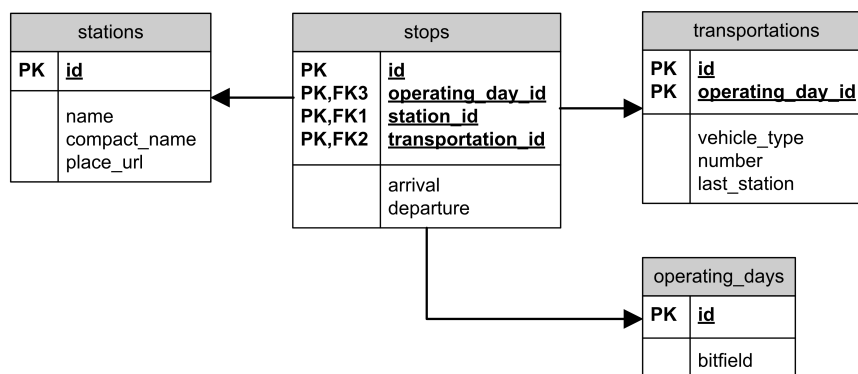 stations
PK id
name
compact_name
place_url
stops
PK id
PK,FK3 operating_day_id
PK,FK1 station_id
PK,FK2 transportation_id
arrival
departure
transportations
PK id
PK operating_day_id
vehicle_type
number
last_station
operating_days
PK id
bitfield